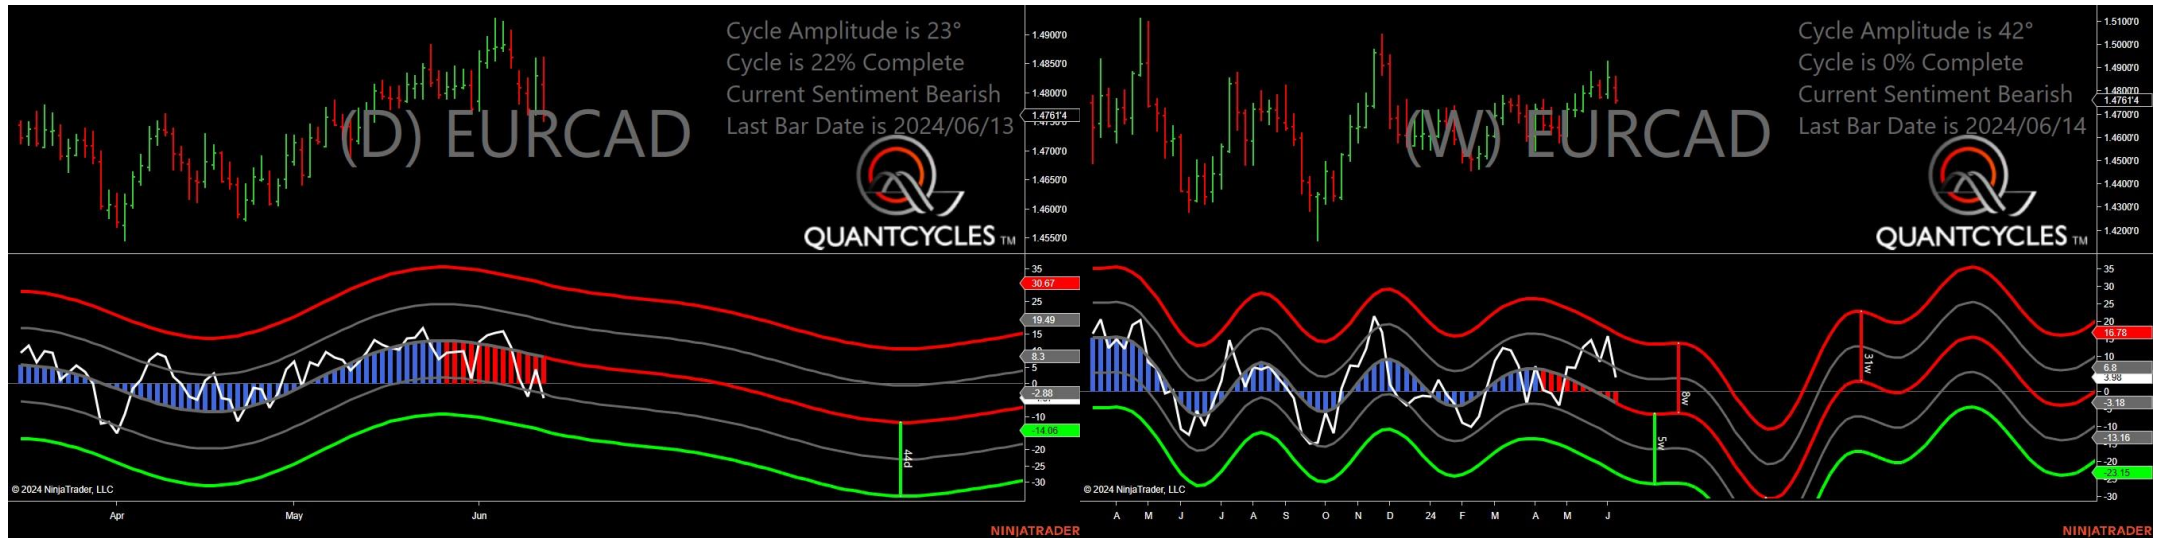 Cycle Amplitude is 23°
Cycle is 22% Complete
Current Sentiment Bearish
Last Bar Date is 2024/06/13
(D) EURCAD
QUANTCYCLES TM
1.4900'0
1.4850'0
1.4800'0
1.4761'4
1.4700'0
1.4650'0
1.4600'0
1.4550'0
35
30.67
25
19.49
15
8.3
5
0
-2.88
-10
-14.06
-20
-25
-30
44d
© 2024 NinjaTrader, LLC
Apr May Jun
NINJATRADER
Cycle Amplitude is 42°
Cycle is 0% Complete
Current Sentiment Bearish
Last Bar Date is 2024/06/14
(W) EURCAD
QUANTCYCLES TM
1.5100'0
1.5000'0
1.4900'0
1.4800'0
1.4761'4
1.4700'0
1.4600'0
1.4500'0
1.4400'0
1.4300'0
1.4200'0
35
30
25
20
16.78
10
6.8
3.98
0
-3.18
-10
-13.16
-20
-23.15
-30
8w
5w
31w
© 2024 NinjaTrader, LLC
A M J J A S O N D 24 F M A M J
NINJATRADER